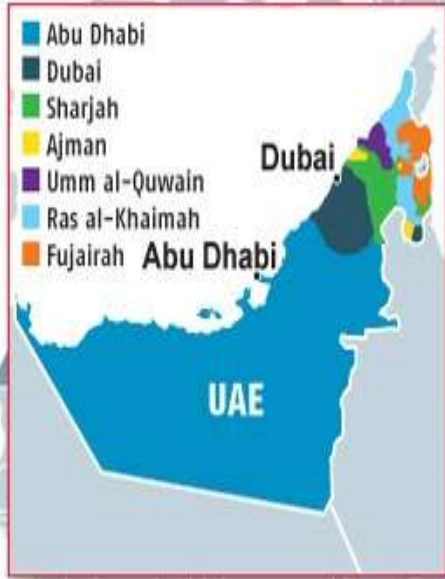 Abu Dhabi
Dubai
Sharjah
Ajman
Umm al-Quwain
Ras al-Khaimah
Fujairah
Dubai
Abu Dhabi
UAE